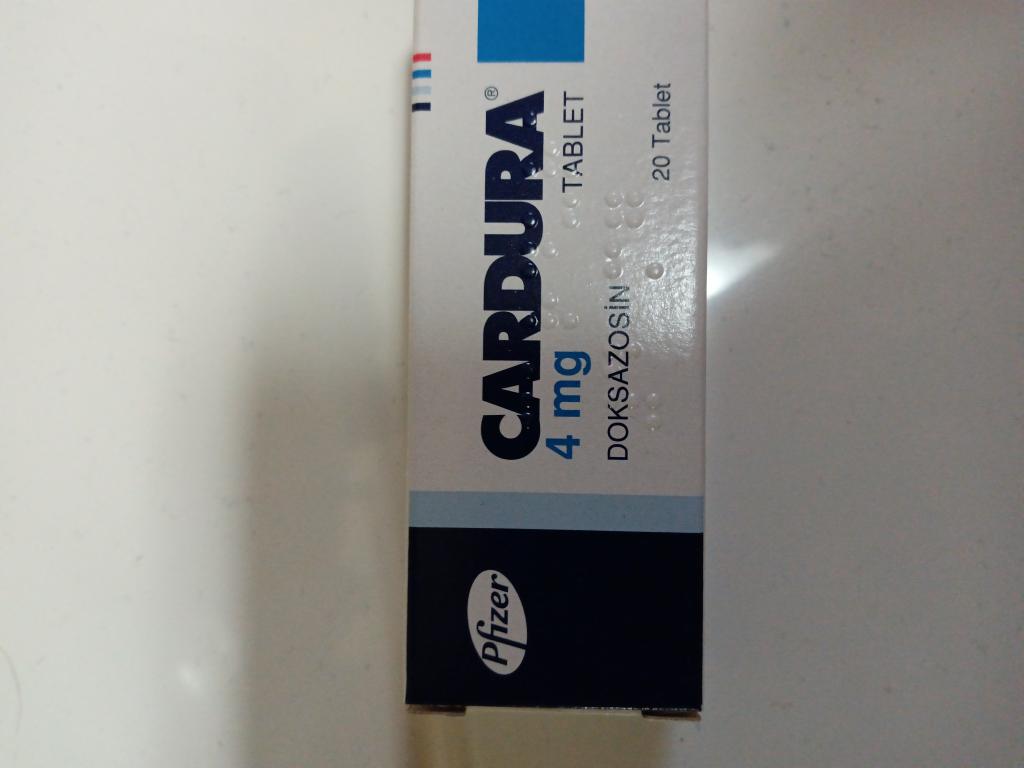 CARDURA®
4 mg TABLET
DOKSAZOSİN
20 Tablet
Pfizer